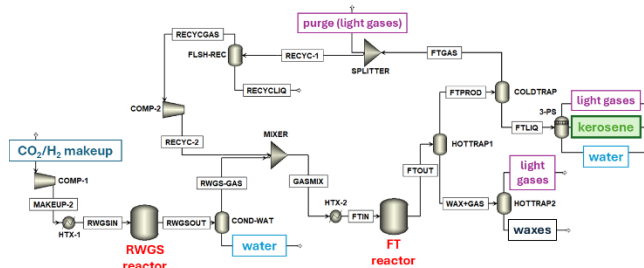 RECYCGAS
purge (light gases)
FLSH-REC
RECYC-1
FTGAS
SPLITTER
RECYCLIQ
COMP-2
FTPROD
COLDTRAP
light gases
3-PS
kerosene
FTLIQ
water
CO₂/H₂ makeup
RECYC-2
MIXER
HOTTRAP1
COMP-1
RWGS-GAS
GASMIX
FTOUT
light
gases
MAKEUP-2
HTX-2
WAX+GAS
HOTTRAP2
HTX-1
RWGSIN
RWGSOUT
COND-WAT
FTIN
waxes
RWGS
reactor
water
FT
reactor